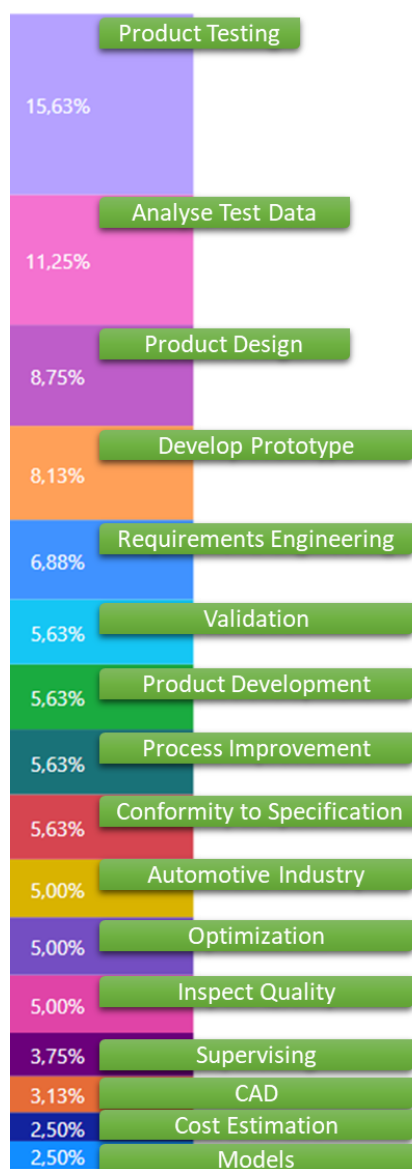 Product Testing
15,63%
Analyse Test Data
11,25%
Product Design
8,75%
Develop Prototype
8,13%
Requirements Engineering
6,88%
Validation
5,63%
Product Development
5,63%
Process Improvement
5,63%
Conformity to Specification
5,63%
Automotive Industry
5,00%
Optimization
5,00%
Inspect Quality
5,00%
Supervising
3,75%
CAD
3,13%
Cost Estimation
2,50%
Models
2,50%